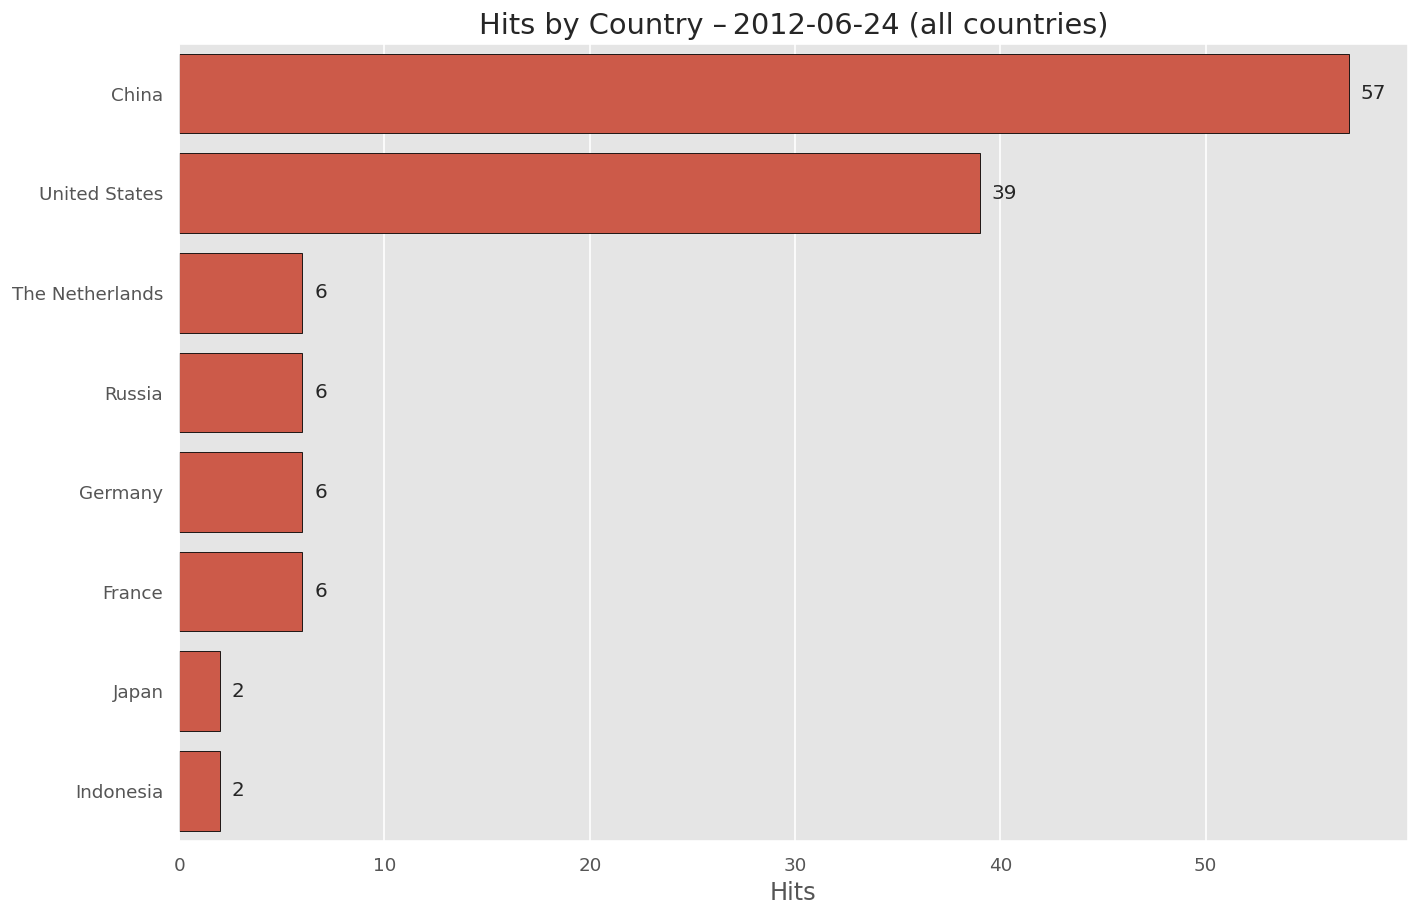 Hits by Country – 2012-06-24 (all countries)
China
57
United States
39
The Netherlands
6
Russia
6
Germany
6
France
6
Japan
2
Indonesia
2
0 10 20 30 40 50
Hits